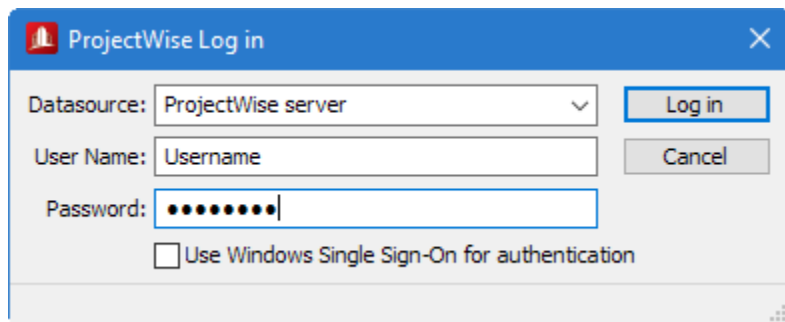 ProjectWise Log in
Datasource: ProjectWise server Log in
User Name: Username Cancel
Password: ••••••••
Use Windows Single Sign-On for authentication